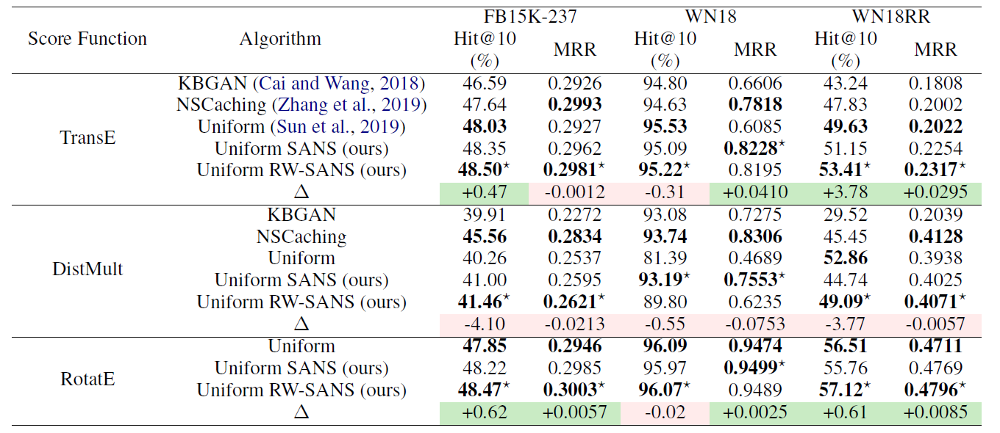 FB15K-237 WN18 WN18RR
Score Function Algorithm Hit@10 (%) MRR Hit@10 (%) MRR Hit@10 (%) MRR
KBGAN (Cai and Wang, 2018) 46.59 0.2926 94.80 0.6606 43.24 0.1808
NSCaching (Zhang et al., 2019) 47.64 0.2993 94.63 0.7818 47.83 0.2002
TransE Uniform (Sun et al., 2019) 48.03 0.2927 95.53 0.6085 49.63 0.2022
Uniform SANS (ours) 48.35 0.2962 95.09 0.8228⋆ 51.15 0.2254
Uniform RW-SANS (ours) 48.50⋆ 0.2981⋆ 95.22⋆ 0.8195 53.41⋆ 0.2317⋆
Δ +0.47 -0.0012 -0.31 +0.0410 +3.78 +0.0295
KBGAN 39.91 0.2272 93.08 0.7275 29.52 0.2039
NSCaching 45.56 0.2834 93.74 0.8306 45.45 0.4128
DistMult Uniform 40.26 0.2537 81.39 0.4689 52.86 0.3938
Uniform SANS (ours) 41.00 0.2595 93.19⋆ 0.7553⋆ 44.74 0.4025
Uniform RW-SANS (ours) 41.46⋆ 0.2621⋆ 89.80 0.6235 49.09⋆ 0.4071⋆
Δ -4.10 -0.0213 -0.55 -0.0753 -3.77 -0.0057
Uniform 47.85 0.2946 96.09 0.9474 56.51 0.4711
RotatE Uniform SANS (ours) 48.22 0.2985 95.97 0.9499⋆ 55.76 0.4769
Uniform RW-SANS (ours) 48.47⋆ 0.3003⋆ 96.07⋆ 0.9489 57.12⋆ 0.4796⋆
Δ +0.62 +0.0057 -0.02 +0.0025 +0.61 +0.0085